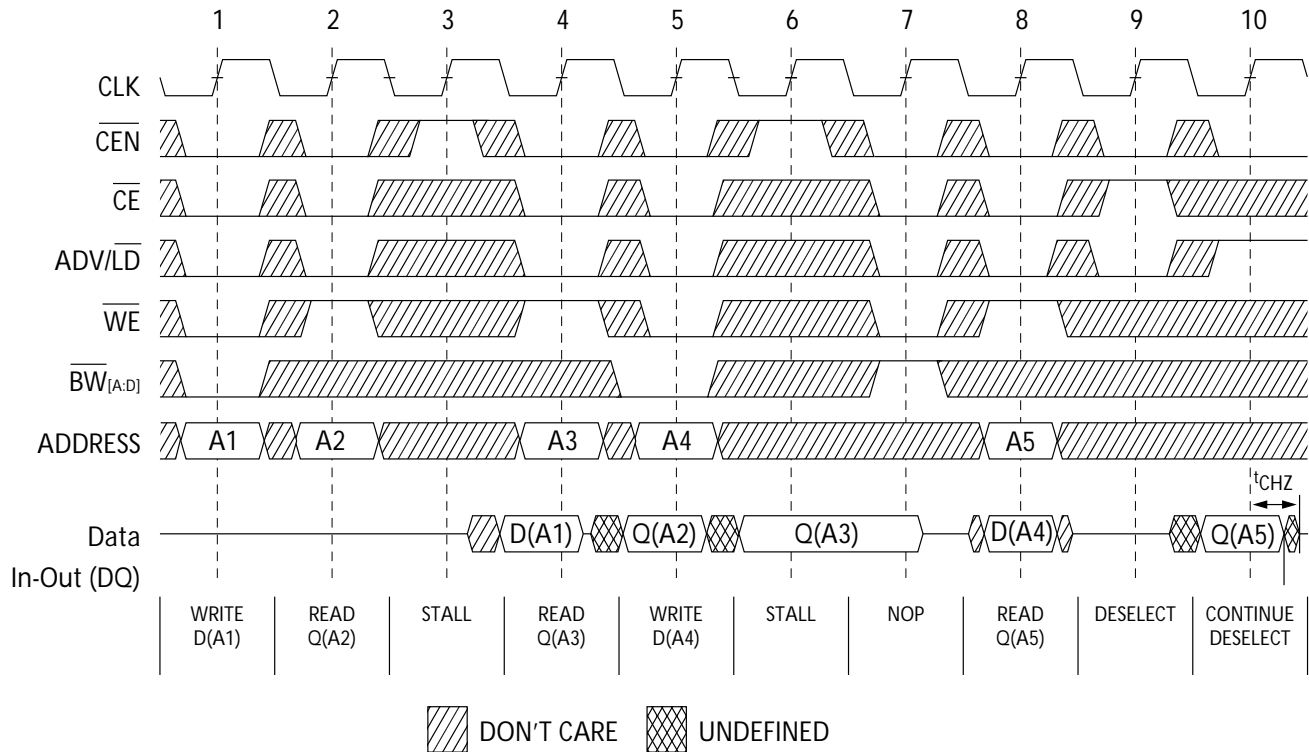 1 2 3 4 5 6 7 8 9 10
CLK
CEN
CE
ADV/LD
WE
BW[A:D]
ADDRESS A1 A2 A3 A4 A5
tCHZ
Data D(A1) Q(A2) Q(A3) D(A4) Q(A5)
In-Out (DQ)
WRITE READ STALL READ WRITE STALL NOP READ DESELECT CONTINUE
D(A1) Q(A2) Q(A3) D(A4) Q(A5) DESELECT
DON'T CARE UNDEFINED